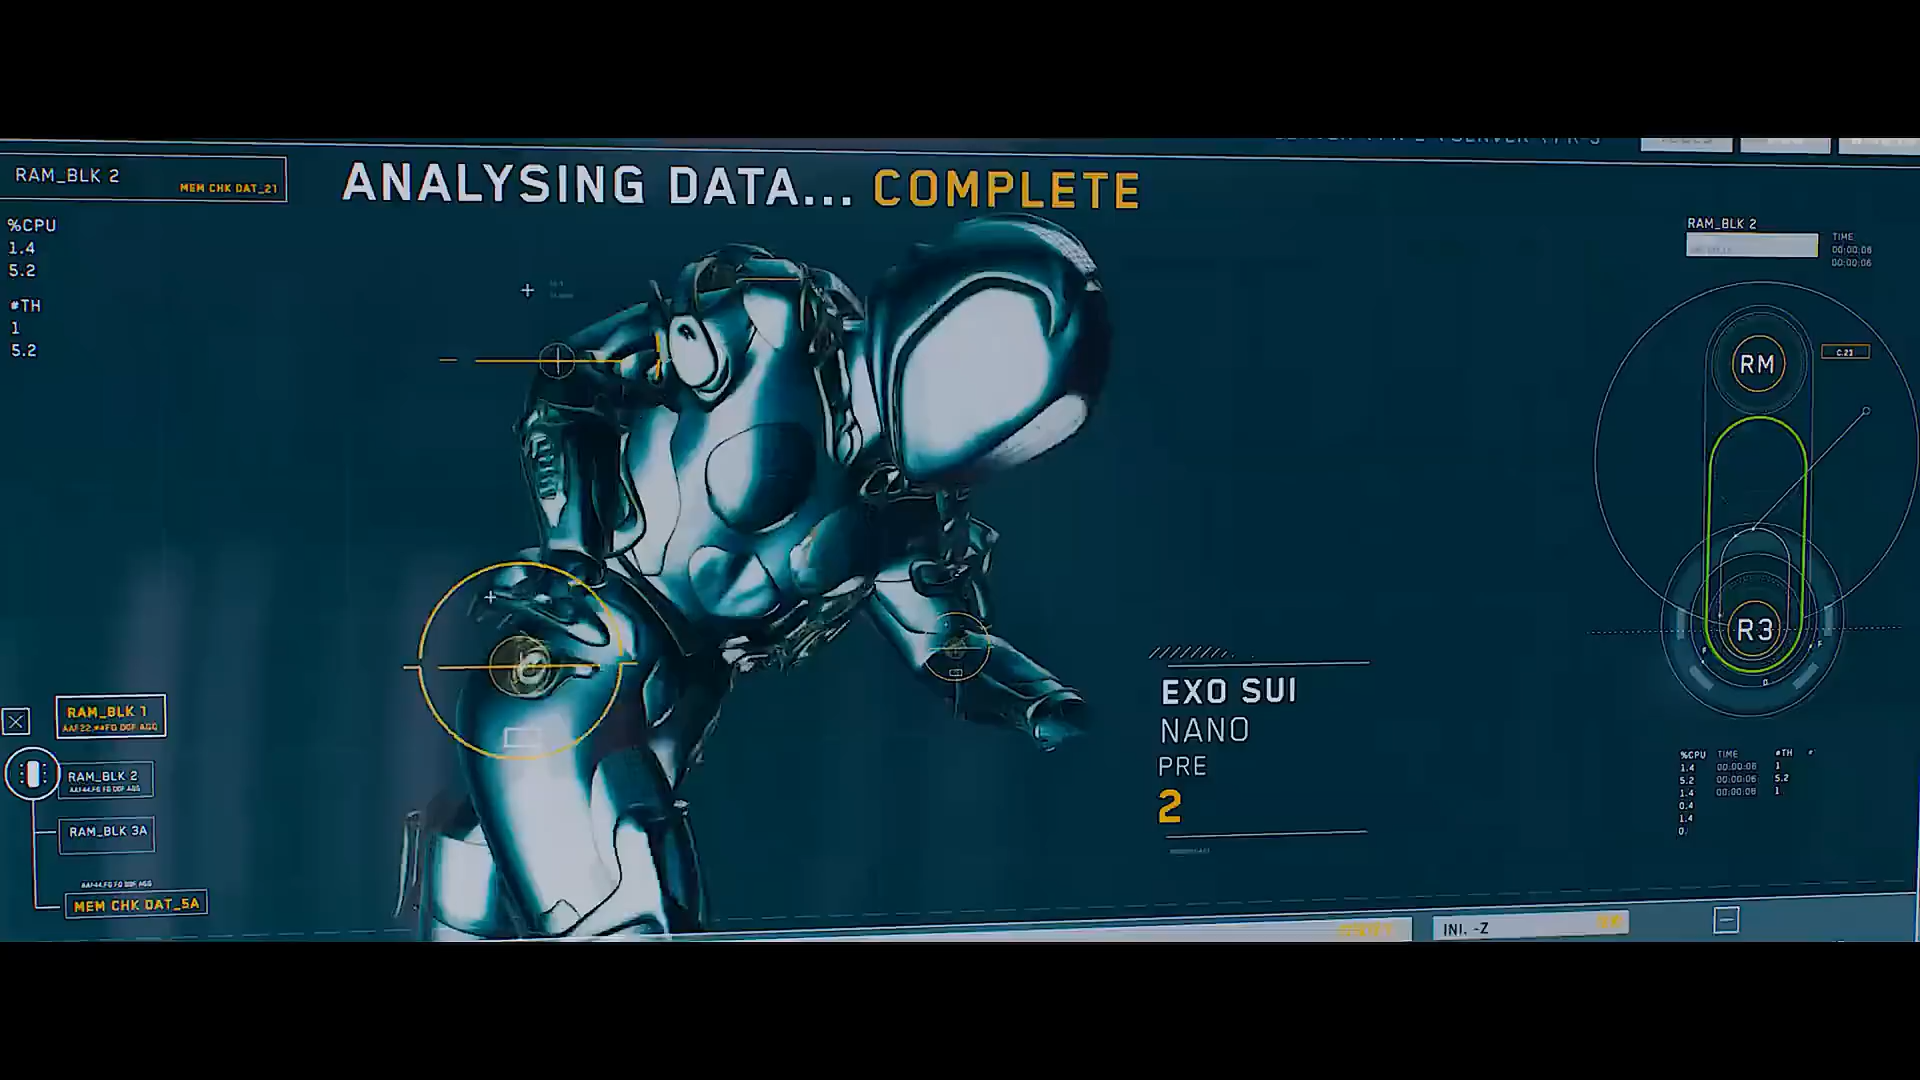 RAM_BLK 2
MEM CHK DAT_21
ANALYSING DATA... COMPLETE
%CPU
1.4
5.2
#TH
1
5.2
RAM_BLK 2
TIME
00:00:06
00:00:06
RM
C.23
R3
EXO SUI
NANO
PRE
2
RAM_BLK 1
RAM_BLK 2
RAM_BLK 3A
MEM CHK DAT_5A
%CPU TIME #TH
1.4 00:00:06 1
5.2 00:00:06 5.2
1.4 00:00:06 1
0.4
1.4
0.
INI. -Z